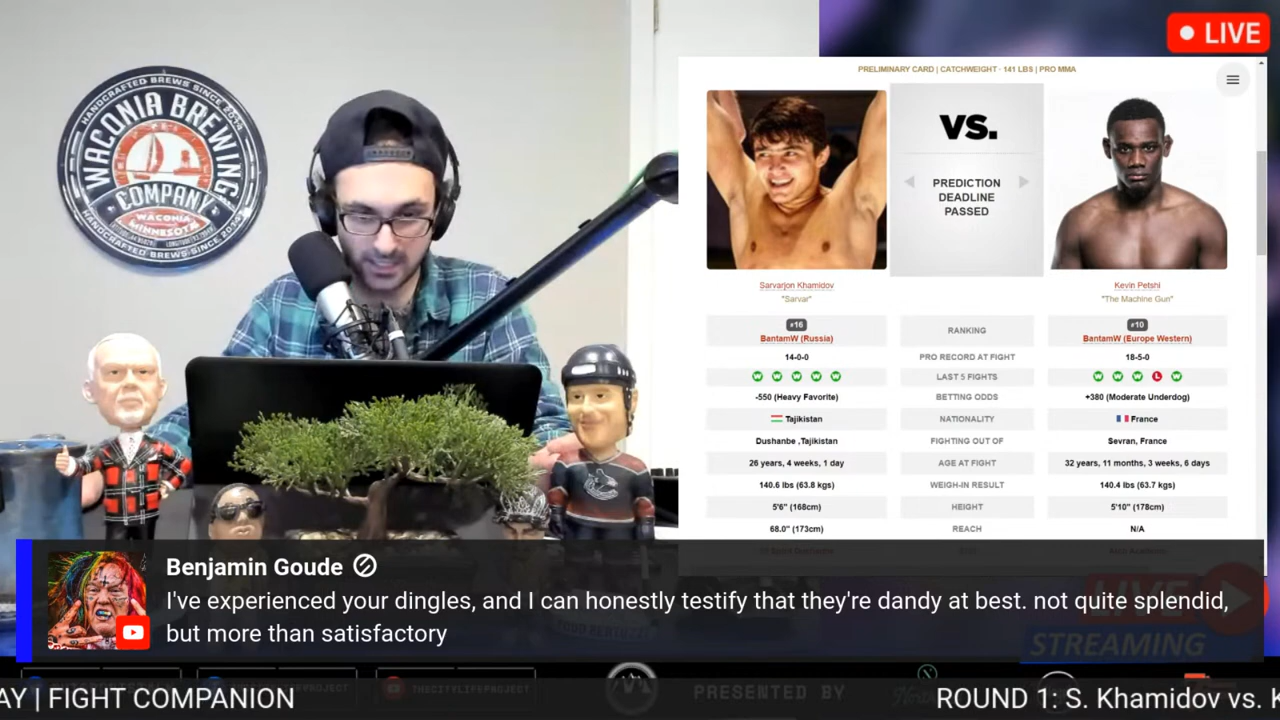 LIVE
HANDCRAFTED BREWS SINCE
WACONIA BREWING
COMPANY
WACONIA
MINNESOTA
HANDCRAFTED BREWS SINCE
PRELIMINARY CARD | CATCHWEIGHT · 141 LBS | PRO MMA
VS.
PREDICTION
DEADLINE
PASSED
Sarvarjon Khamidov Kevin Petshi
"Sarvar" "The Machine Gun"
#16 RANKING #10
BantamW (Russia) BantamW (Europe Western)
14-0-0 PRO RECORD AT FIGHT 18-5-0
W W W W W LAST 5 FIGHTS W W W L W
-550 (Heavy Favorite) BETTING ODDS +380 (Moderate Underdog)
Tajikistan NATIONALITY France
Dushanbe ,Tajikistan FIGHTING OUT OF Sevran, France
26 years, 4 weeks, 1 day AGE AT FIGHT 32 years, 11 months, 3 weeks, 6 days
140.6 lbs (63.8 kgs) WEIGH-IN RESULT 140.4 lbs (63.7 kgs)
5'6" (168cm) HEIGHT 5'10" (178cm)
68.0" (173cm) REACH N/A
Benjamin Goude
I've experienced your dingles, and I can honestly testify that they're dandy at best. not quite splendid,
but more than satisfactory
LIVE
STREAMING
PRESENTED BY
AY | FIGHT COMPANION ROUND 1: S. Khamidov vs. K